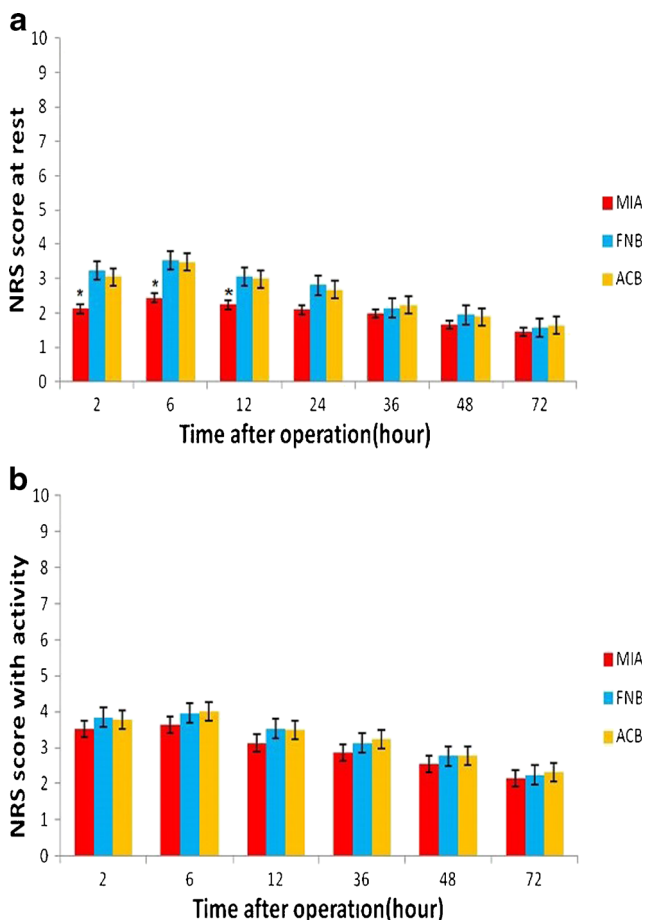 a
10
9
8
7
6
5
4
3
2
1
0
NRS score at rest
* * *
2 6 12 24 36 48 72
Time after operation(hour)
MIA
FNB
ACB
b
10
9
8
7
6
5
4
3
2
1
0
NRS score with activity
2 6 12 36 48 72
Time after operation(hour)
MIA
FNB
ACB